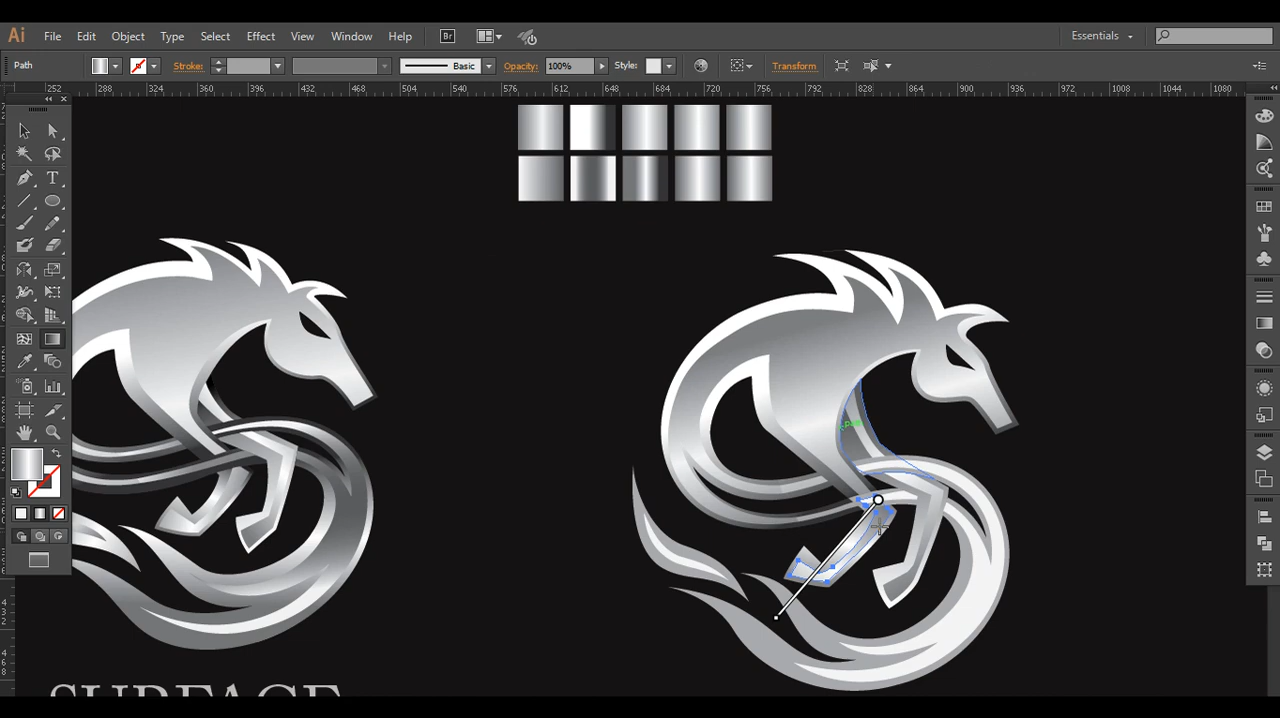 Ai File Edit Object Type Select Effect View Window Help Br Essentials
Path Stroke: Basic Opacity: 100% Style: Transform
252 288 324 360 396 432 468 504 540 576 612 648 684 720 756 792 828 864 900 936 972 1008 1044 1080
SURFACE